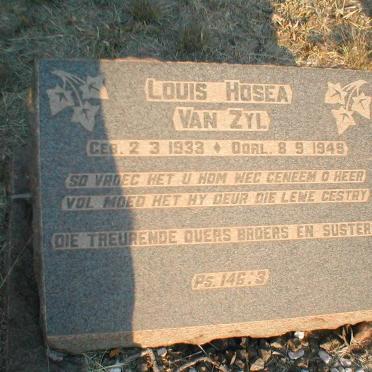 LOUIS HOSEA
VAN ZYL
GEB. 2 3 1933 ♦ OORL. 8 9 1949
SO VROEG HET U HOM WEG GENEEM O HEER
VOL MOED HET HY DEUR DIE LEWE GESTRY
DIE TREURENDE OUERS BROERS EN SUSTER
PS. 146:3